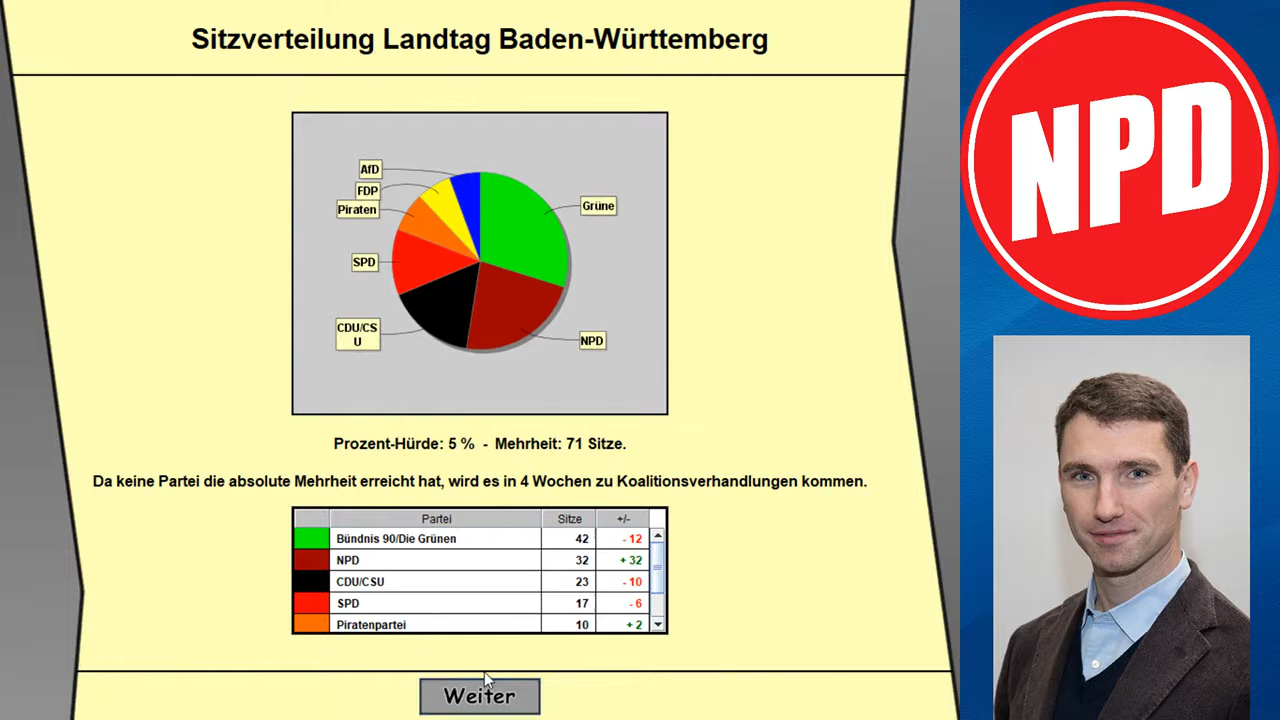 Sitzverteilung Landtag Baden-Württemberg
NPD
AfD
FDP
Piraten
Grüne
SPD
CDU/CS
U
NPD
Prozent-Hürde: 5 % - Mehrheit: 71 Sitze.
Da keine Partei die absolute Mehrheit erreicht hat, wird es in 4 Wochen zu Koalitionsverhandlungen kommen.
Partei Sitze +/-
Bündnis 90/Die Grünen 42 - 12
NPD 32 + 32
CDU/CSU 23 - 10
SPD 17 - 6
Piratenpartei 10 + 2
Weiter